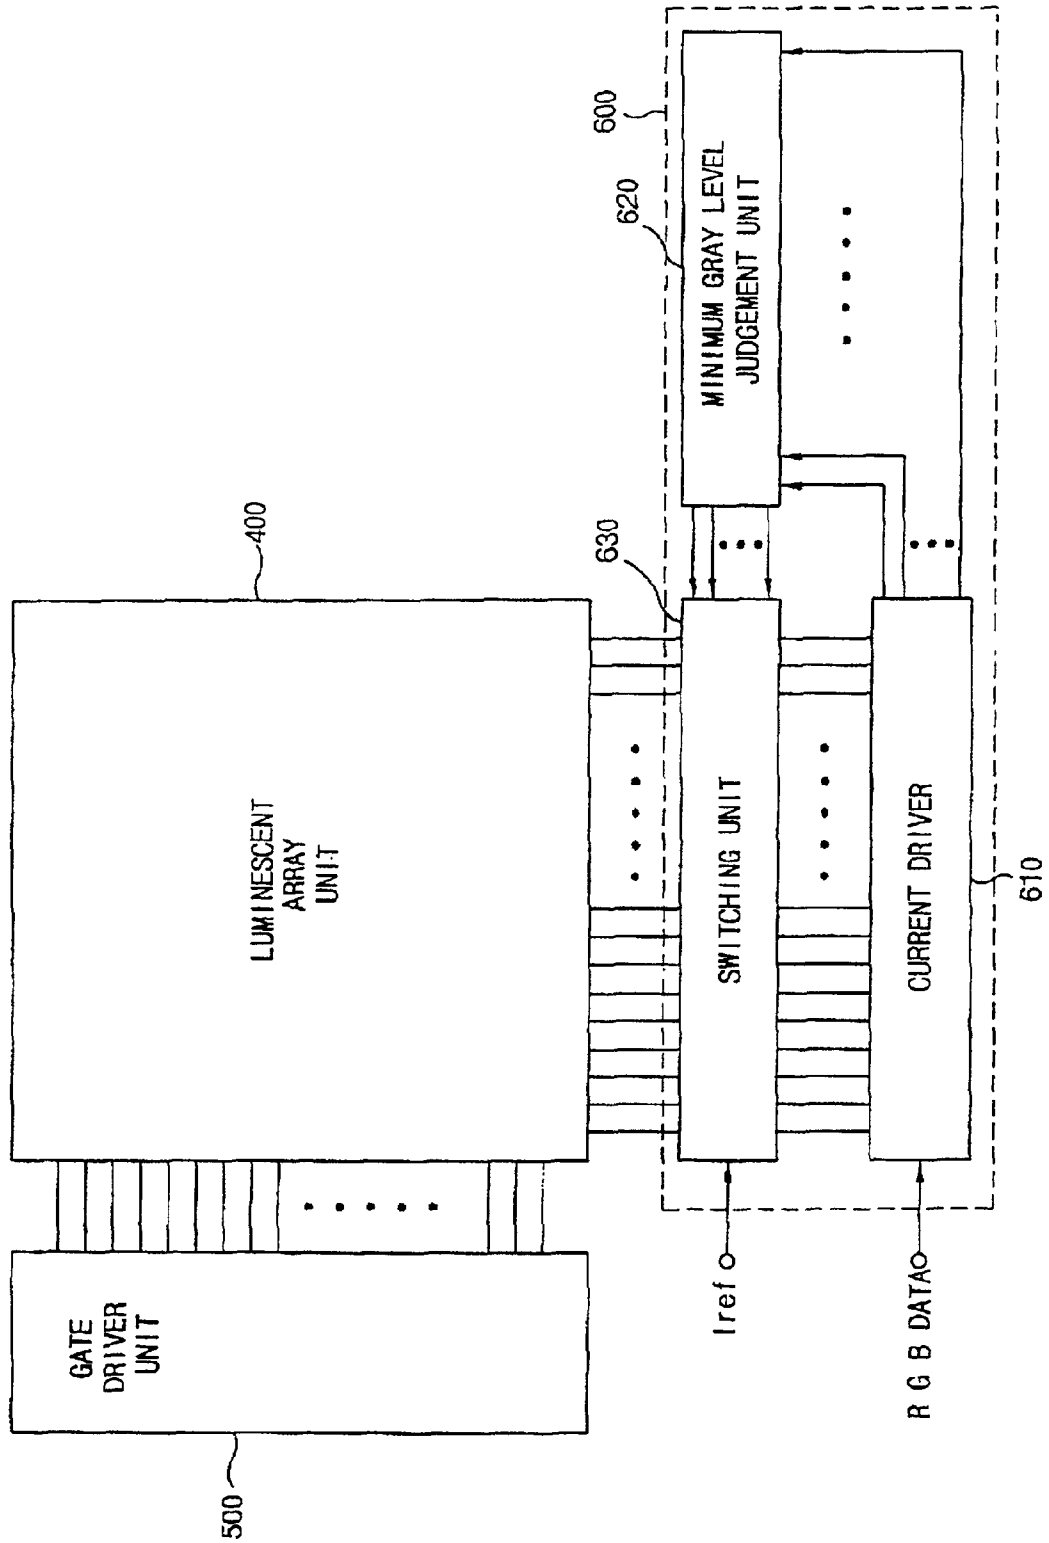 500
GATE
DRIVER
UNIT
400
LUMINESCENT
ARRAY
UNIT
600
620
MINIMUM GRAY LEVEL
JUDGEMENT UNIT
630
SWITCHING UNIT
Iref
CURRENT DRIVER
R G B DATA
610